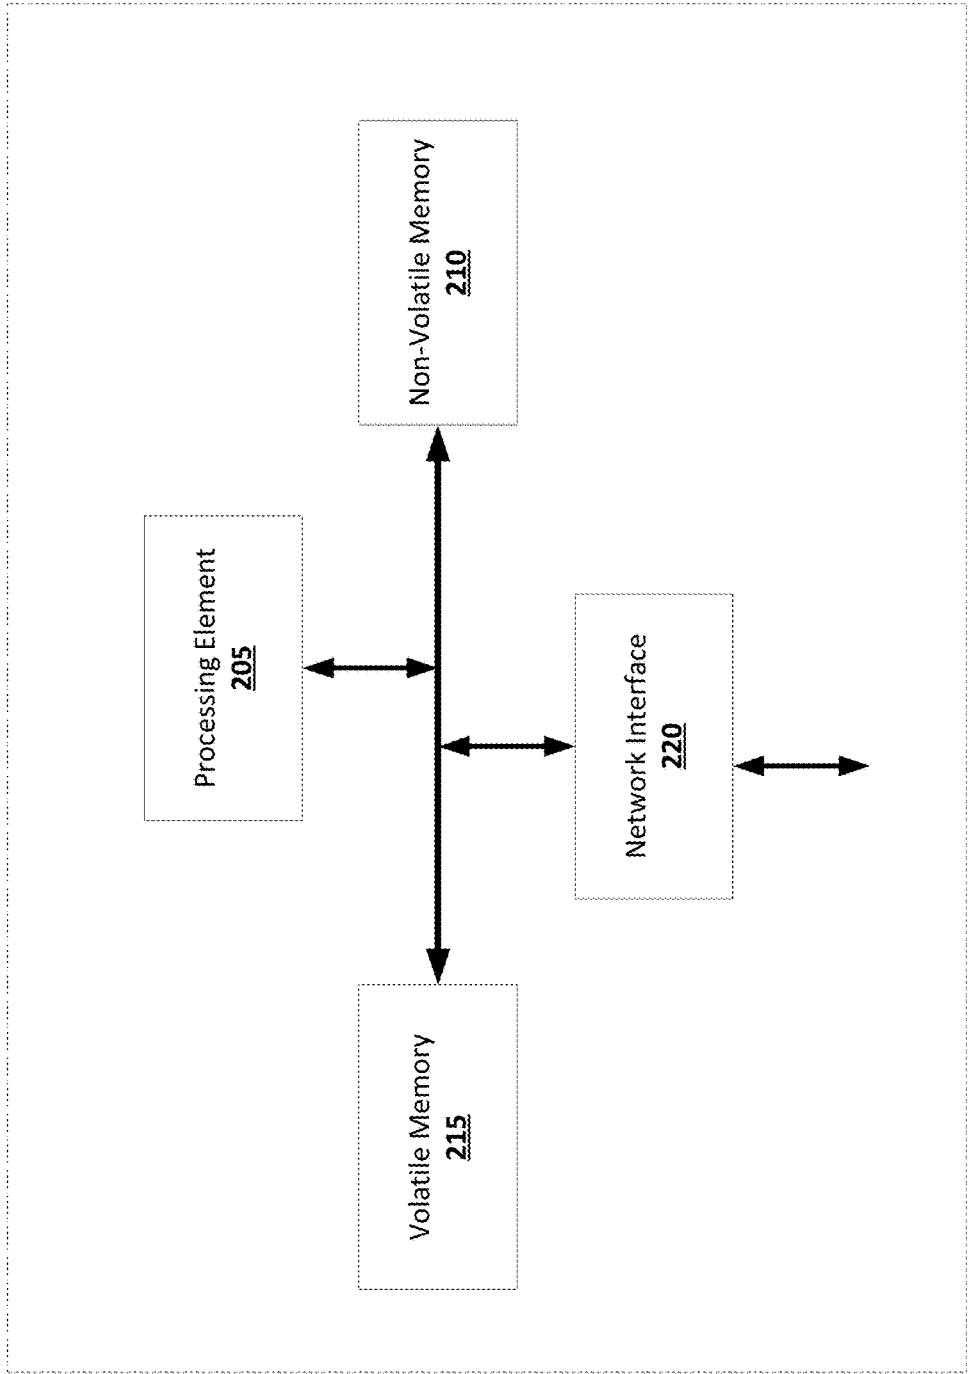 Processing Element
205
Volatile Memory
215
Non-Volatile Memory
210
Network Interface
220